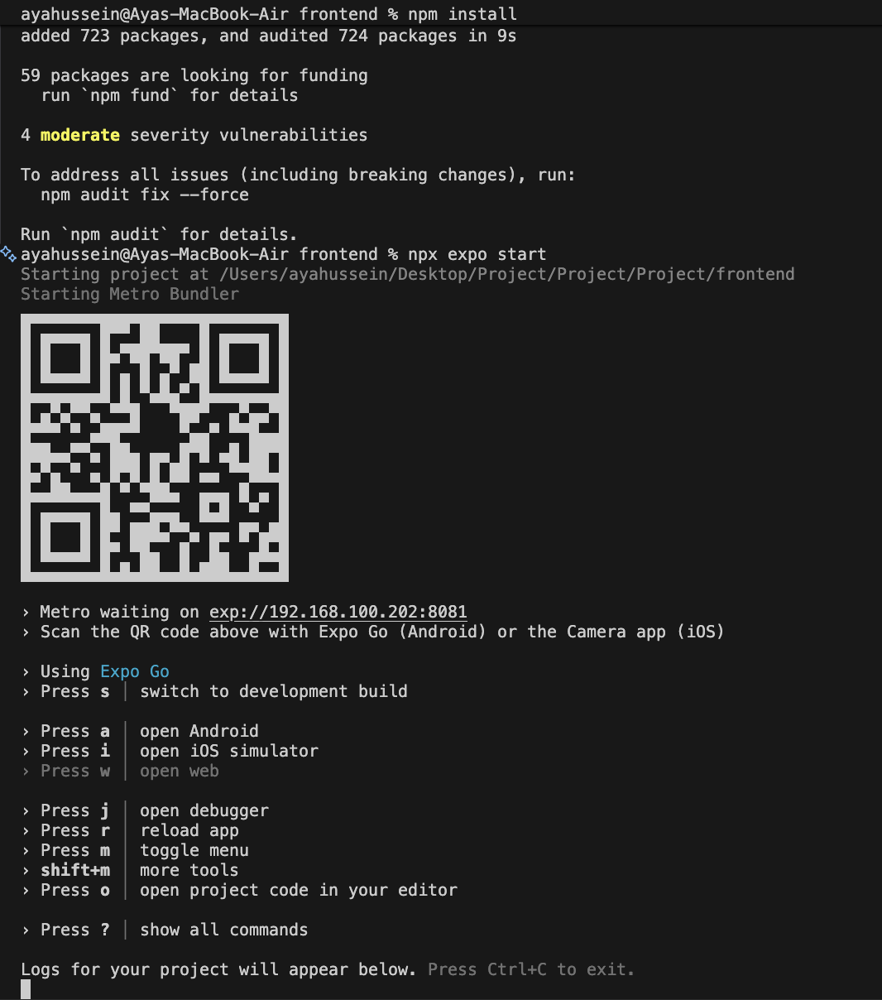 ayahussein@Ayas-MacBook-Air frontend % npm install
added 723 packages, and audited 724 packages in 9s
59 packages are looking for funding
run `npm fund` for details
4 moderate severity vulnerabilities
To address all issues (including breaking changes), run:
npm audit fix --force
Run `npm audit` for details.
ayahussein@Ayas-MacBook-Air frontend % npx expo start
Starting project at /Users/ayahussein/Desktop/Project/Project/Project/frontend
Starting Metro Bundler
› Metro waiting on exp://192.168.100.202:8081
› Scan the QR code above with Expo Go (Android) or the Camera app (iOS)
› Using Expo Go
› Press s │ switch to development build
› Press a │ open Android
› Press i │ open iOS simulator
› Press w │ open web
› Press j │ open debugger
› Press r │ reload app
› Press m │ toggle menu
› shift+m │ more tools
› Press o │ open project code in your editor
› Press ? │ show all commands
Logs for your project will appear below. Press Ctrl+C to exit.